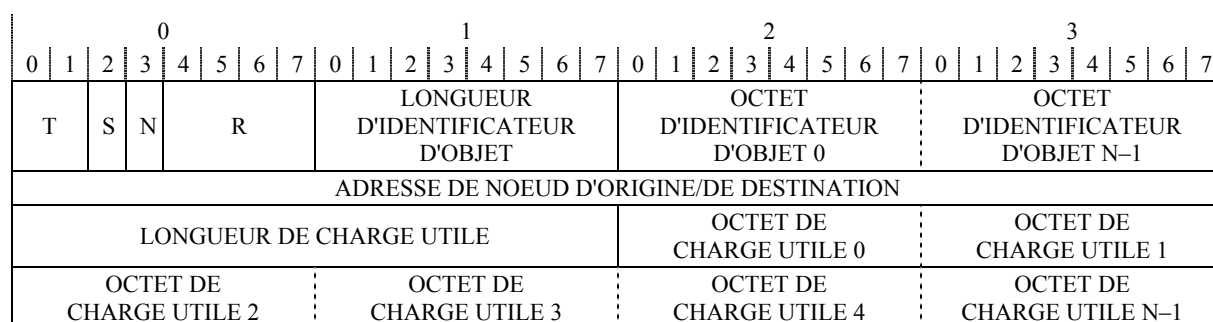 0 1 2 3
0 1 2 3 4 5 6 7 0 1 2 3 4 5 6 7 0 1 2 3 4 5 6 7 0 1 2 3 4 5 6 7
T S N R LONGUEUR D'IDENTIFICATEUR D'OBJET OCTET D'IDENTIFICATEUR D'OBJET 0 OCTET D'IDENTIFICATEUR D'OBJET N–1
ADRESSE DE NOEUD D'ORIGINE/DE DESTINATION
LONGUEUR DE CHARGE UTILE OCTET DE CHARGE UTILE 0 OCTET DE CHARGE UTILE 1
OCTET DE CHARGE UTILE 2 OCTET DE CHARGE UTILE 3 OCTET DE CHARGE UTILE 4 OCTET DE CHARGE UTILE N–1